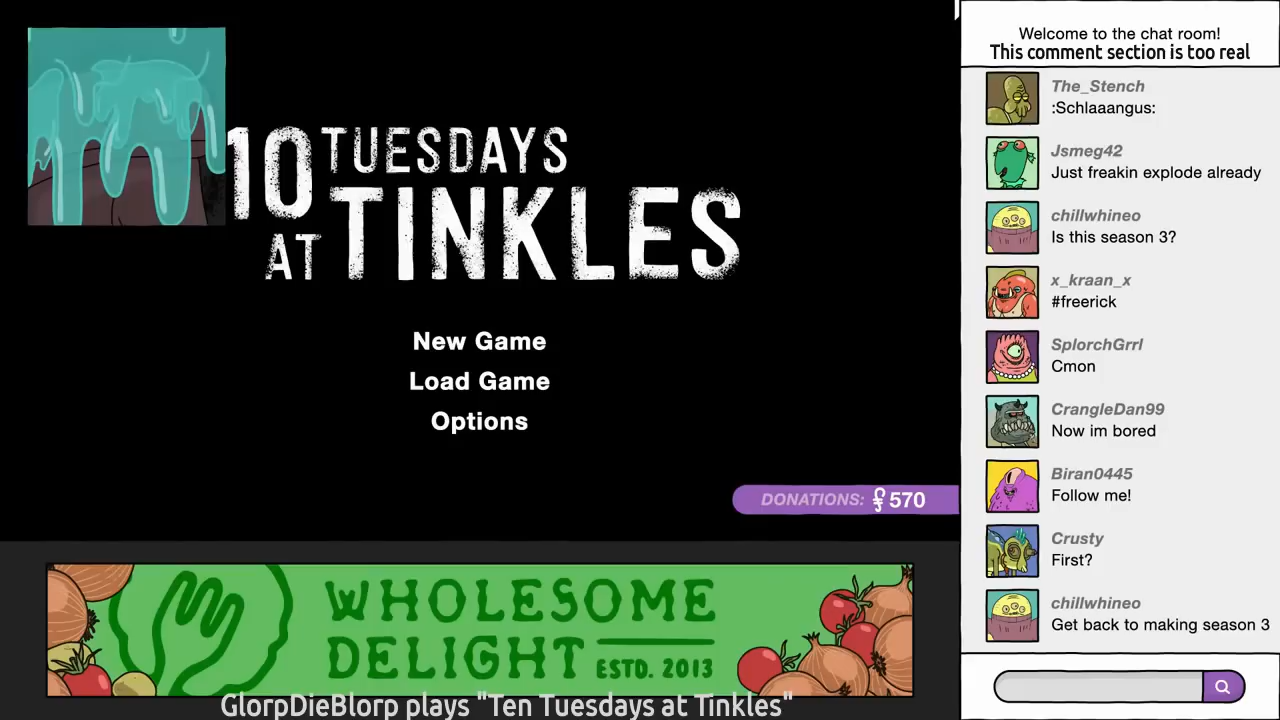 10 TUESDAYS
AT TINKLES
New Game
Load Game
Options
DONATIONS: 570
WHOLESOME
DELIGHT ESTD. 2013
GlorpDieBlorp plays "Ten Tuesdays at Tinkles"
Welcome to the chat room!
This comment section is too real
The_Stench
:Schlaaangus:
Jsmeg42
Just freakin explode already
chillwhineo
Is this season 3?
x_kraan_x
#freerick
SplorchGrrl
Cmon
CrangleDan99
Now im bored
Biran0445
Follow me!
Crusty
First?
chillwhineo
Get back to making season 3